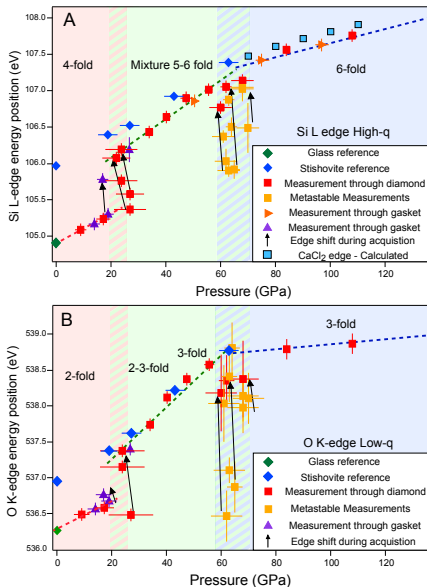 A
4-fold
Mixture 5-6 fold
6-fold
Si L edge High-q
Glass reference
Stishovite reference
Measurement through diamond
Metastable Measurements
Measurement through gasket
Measurement through gasket
Edge shift during acquistion
CaCl2 edge - Calculated
Si L-edge energy position (eV)
108.0
107.5
107.0
106.5
106.0
105.5
105.0
0
20
40
60
80
100
120
Pressure (GPa)
B
2-fold
2-3-fold
3-fold
3-fold
O K-edge Low-q
Glass reference
Stishovite reference
Measurement through diamond
Metastable Measurements
Measurement through gasket
Edge shift during acquisition
O K-edge energy position (eV)
539.0
538.5
538.0
537.5
537.0
536.5
536.0
0
20
40
60
80
100
120
Pressure (GPa)